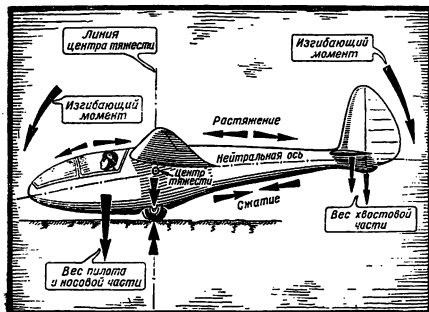 Линия
центра тяжести
Изгибающий
момент
Изгибающий
момент
Растяжение
Нейтральная ось
центр
тяжести
Сжатие
Вес хвостовой
части
Вес пилота
и носовой части